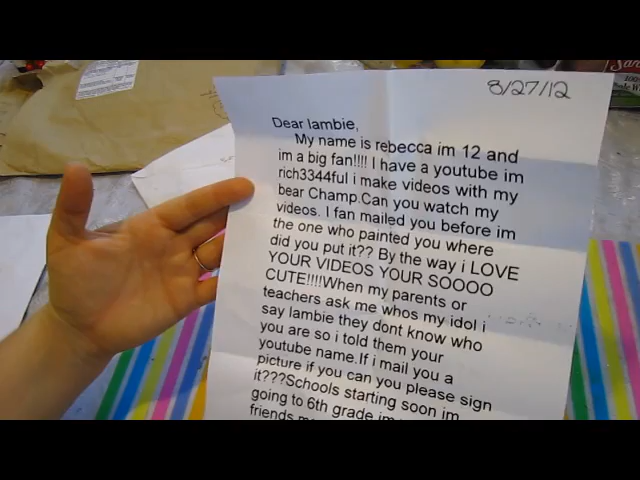 8/27/12
Dear lambie,
My name is rebecca im 12 and
im a big fan!!!! I have a youtube im
rich3344ful i make videos with my
bear Champ.Can you watch my
videos. I fan mailed you before im
the one who painted you where
did you put it?? By the way i LOVE
YOUR VIDEOS YOUR SOOOO
CUTE!!!!When my parents or
teachers ask me whos my idol i
say lambie they dont know who
you are so i told them your
youtube name.If i mail you a
picture if you can you please sign
it???Schools starting soon im
going to 6th grade im
friends